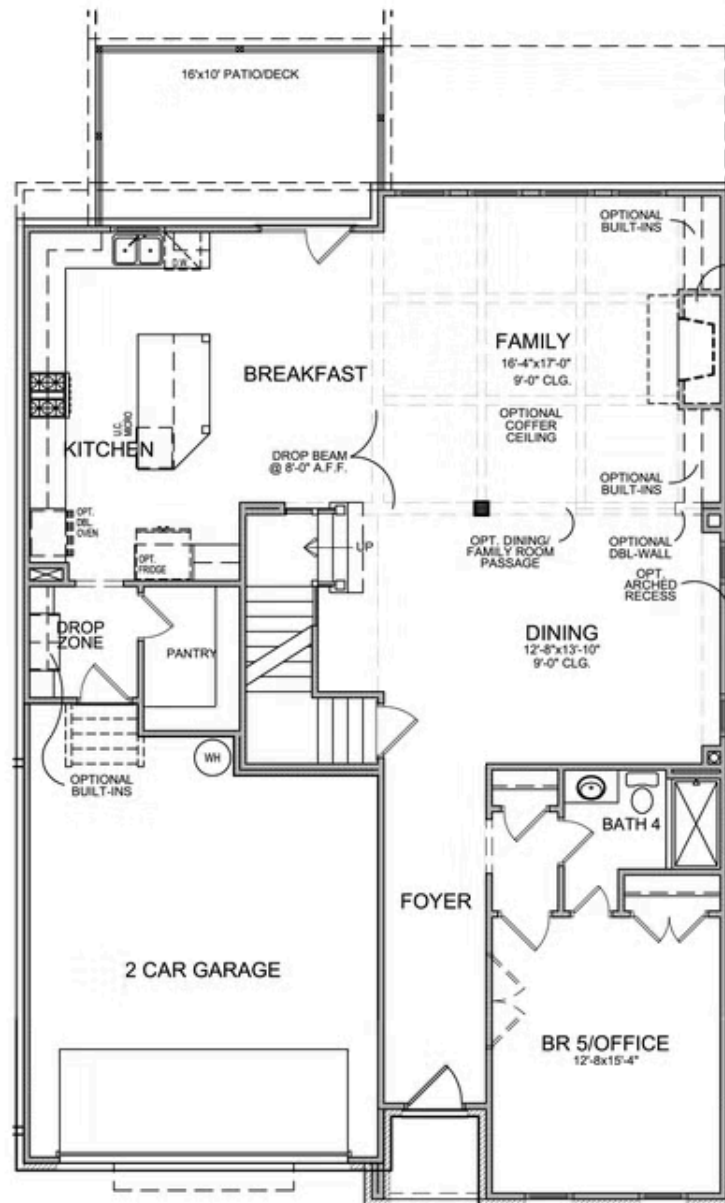 16'x10' PATIO/DECK
OPTIONAL
BUILT-INS
D.W.
FAMILY
16'-4"x17'-0"
9'-0" CLG.
BREAKFAST
OPTIONAL
COFFER
CEILING
U.C.
MICRO
KITCHEN
DROP BEAM
@ 8'-0" A.F.F.
OPTIONAL
BUILT-INS
OPT.
DBL.
OVEN
OPT.
FRIDGE
UP
OPT. DINING/
FAMILY ROOM
PASSAGE
OPTIONAL
DBL-WALL
OPT.
ARCHED
RECESS
DROP
ZONE
PANTRY
DINING
12'-8"x13'-10"
9'-0" CLG.
WH
OPTIONAL
BUILT-INS
BATH 4
FOYER
2 CAR GARAGE
BR 5/OFFICE
12'-8x15'-4"